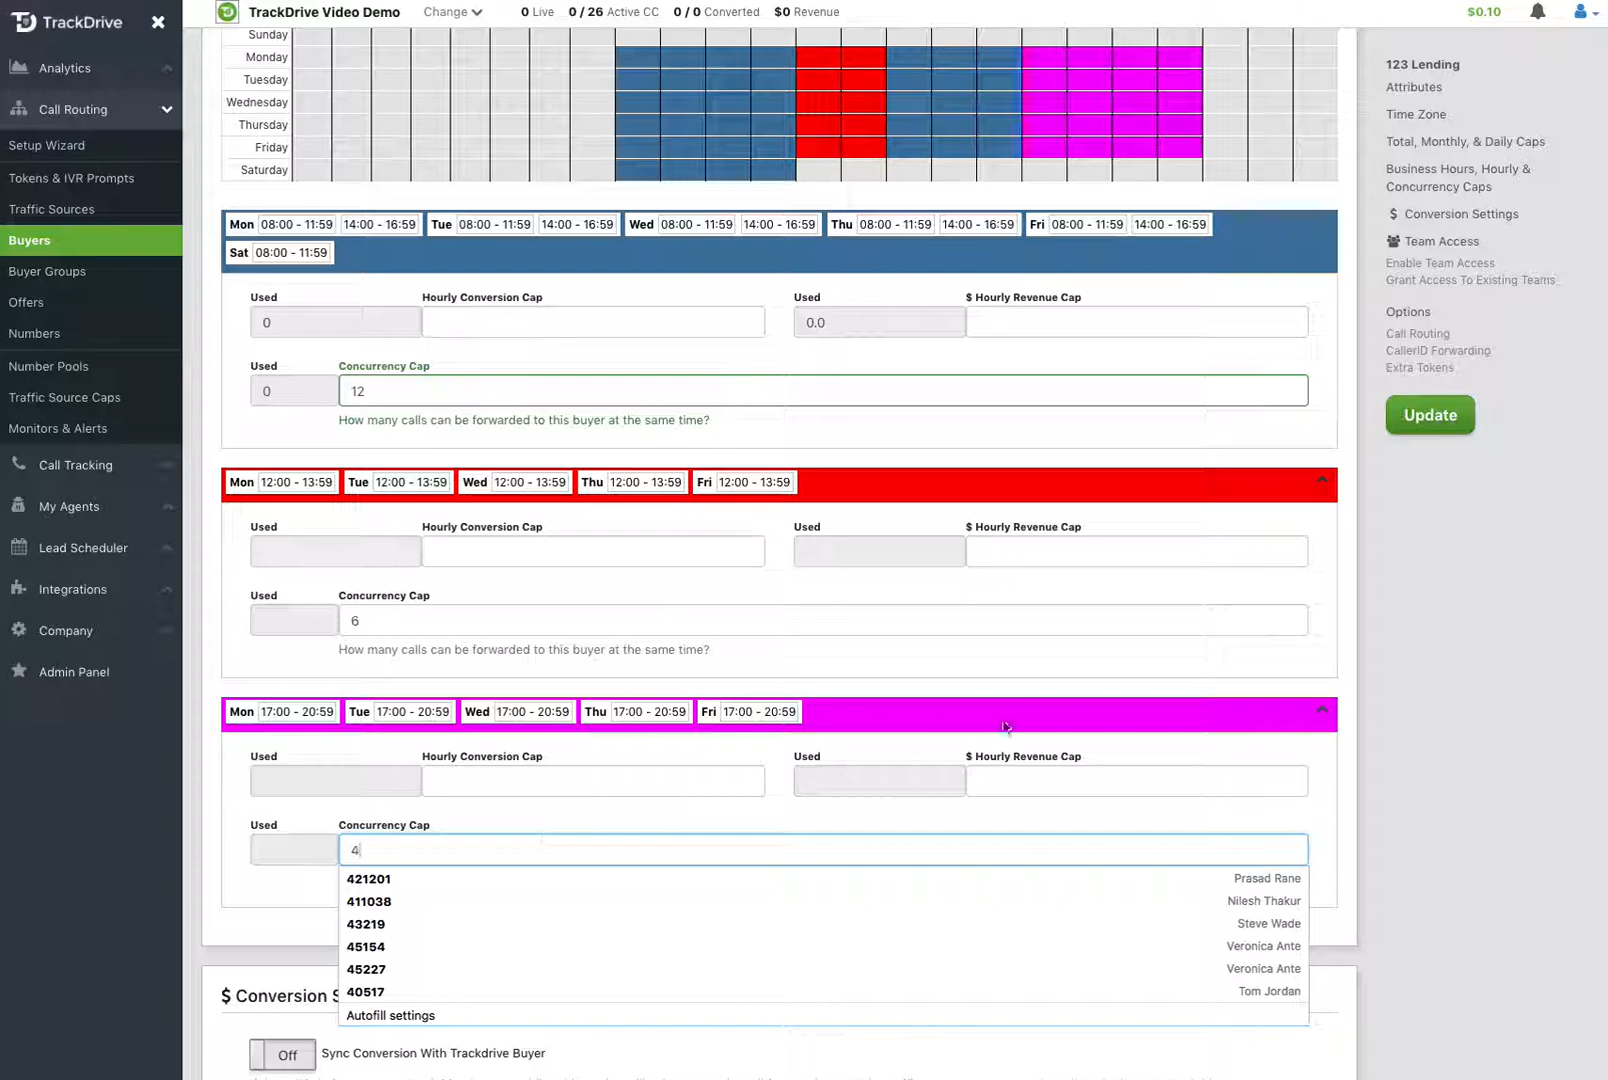 TrackDrive
TrackDrive Video Demo Change 0 Live 0 / 26 Active CC 0 / 0 Converted $0 Revenue $0.10
Analytics
Call Routing
Setup Wizard
Tokens & IVR Prompts
Traffic Sources
Buyers
Buyer Groups
Offers
Numbers
Number Pools
Traffic Source Caps
Monitors & Alerts
Call Tracking
My Agents
Lead Scheduler
Integrations
Company
Admin Panel
Sunday
Monday
Tuesday
Wednesday
Thursday
Friday
Saturday
Mon 08:00 - 11:59 14:00 - 16:59 Tue 08:00 - 11:59 14:00 - 16:59 Wed 08:00 - 11:59 14:00 - 16:59 Thu 08:00 - 11:59 14:00 - 16:59 Fri 08:00 - 11:59 14:00 - 16:59
Sat 08:00 - 11:59
Used Hourly Conversion Cap Used $ Hourly Revenue Cap
0 0.0
Used Concurrency Cap
0 12
How many calls can be forwarded to this buyer at the same time?
Mon 12:00 - 13:59 Tue 12:00 - 13:59 Wed 12:00 - 13:59 Thu 12:00 - 13:59 Fri 12:00 - 13:59
Used Hourly Conversion Cap Used $ Hourly Revenue Cap
Used Concurrency Cap
6
How many calls can be forwarded to this buyer at the same time?
Mon 17:00 - 20:59 Tue 17:00 - 20:59 Wed 17:00 - 20:59 Thu 17:00 - 20:59 Fri 17:00 - 20:59
Used Hourly Conversion Cap Used $ Hourly Revenue Cap
Used Concurrency Cap
4
421201 Prasad Rane
411038 Nilesh Thakur
43219 Steve Wade
45154 Veronica Ante
45227 Veronica Ante
40517 Tom Jordan
Autofill settings
$ Conversion S
Off Sync Conversion With Trackdrive Buyer
123 Lending
Attributes
Time Zone
Total, Monthly, & Daily Caps
Business Hours, Hourly &
Concurrency Caps
$ Conversion Settings
Team Access
Enable Team Access
Grant Access To Existing Teams
Options
Call Routing
CallerID Forwarding
Extra Tokens
Update